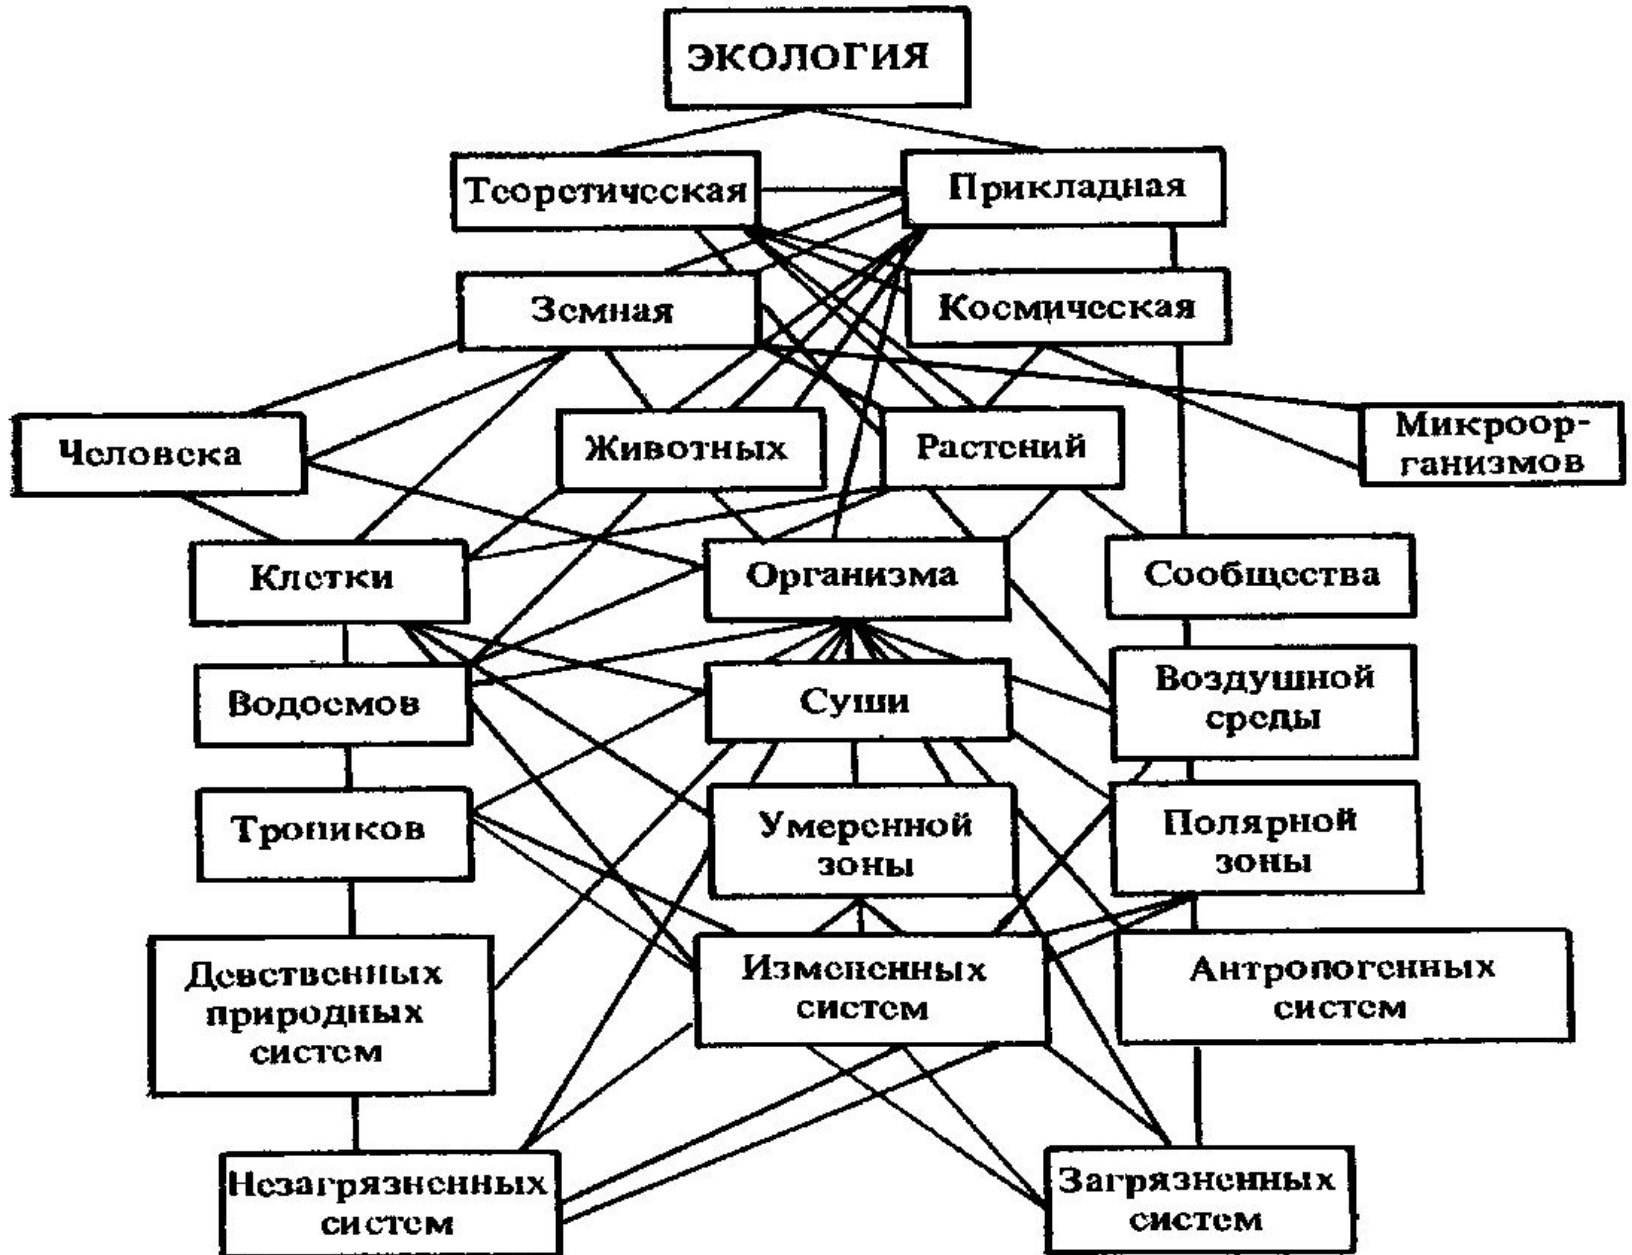 ЭКОЛОГИЯ
Теоретическая
Прикладная
Земная
Космическая
Человека
Животных
Растений
Микроор-
ганизмов
Клетки
Организма
Сообщества
Водоемов
Суши
Воздушной
среды
Тропиков
Умеренной
зоны
Полярной
зоны
Девственных
природных
систем
Измененных
систем
Антропогенных
систем
Незагрязненных
систем
Загрязненных
систем